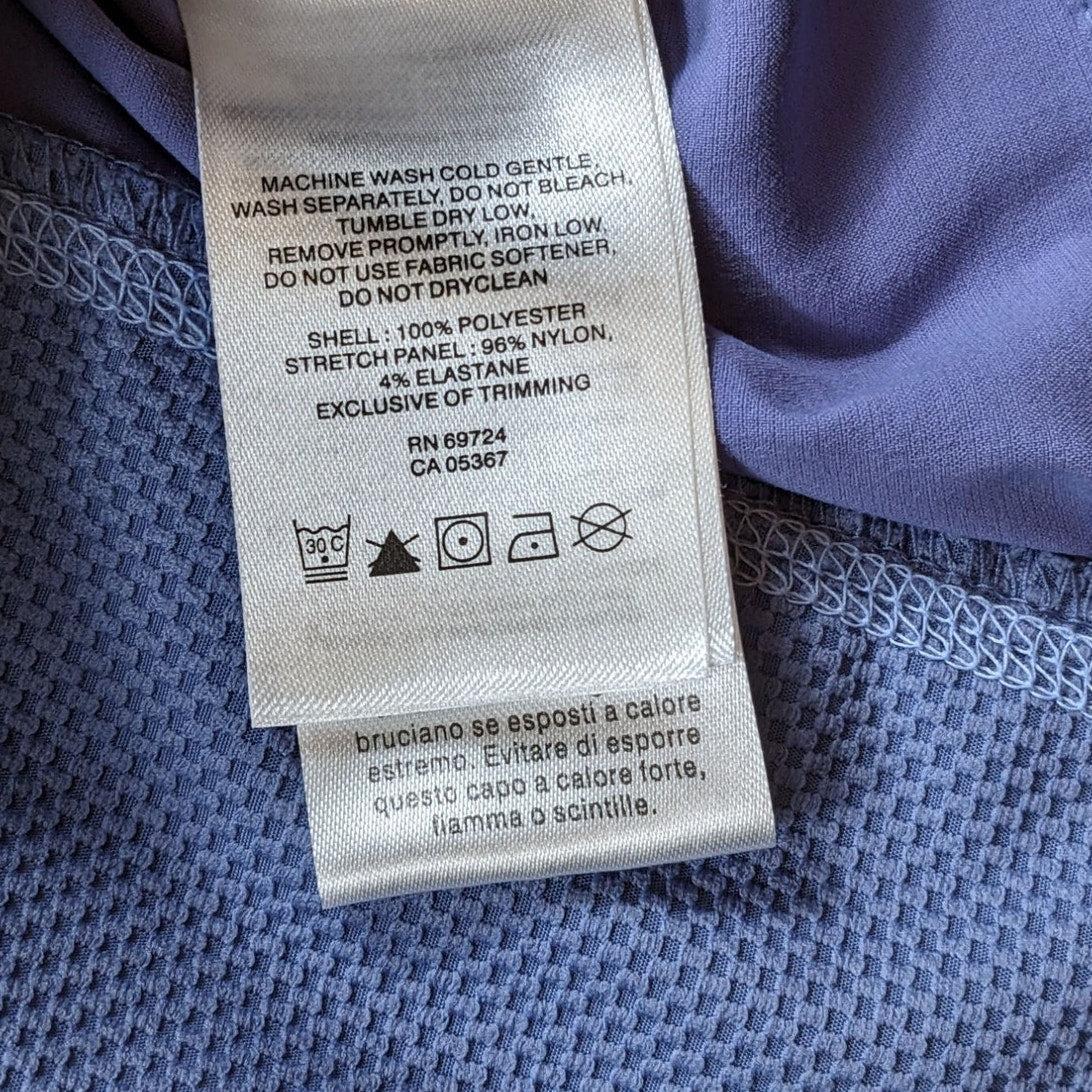 MACHINE WASH COLD GENTLE,
WASH SEPARATELY, DO NOT BLEACH,
TUMBLE DRY LOW,
REMOVE PROMPTLY, IRON LOW,
DO NOT USE FABRIC SOFTENER,
DO NOT DRYCLEAN
SHELL : 100% POLYESTER
STRETCH PANEL : 96% NYLON,
4% ELASTANE
EXCLUSIVE OF TRIMMING
RN 69724
CA 05367
30 C
bruciano se esposti a calore
estremo. Evitare di esporre
questo capo a calore forte,
fiamma o scintille.